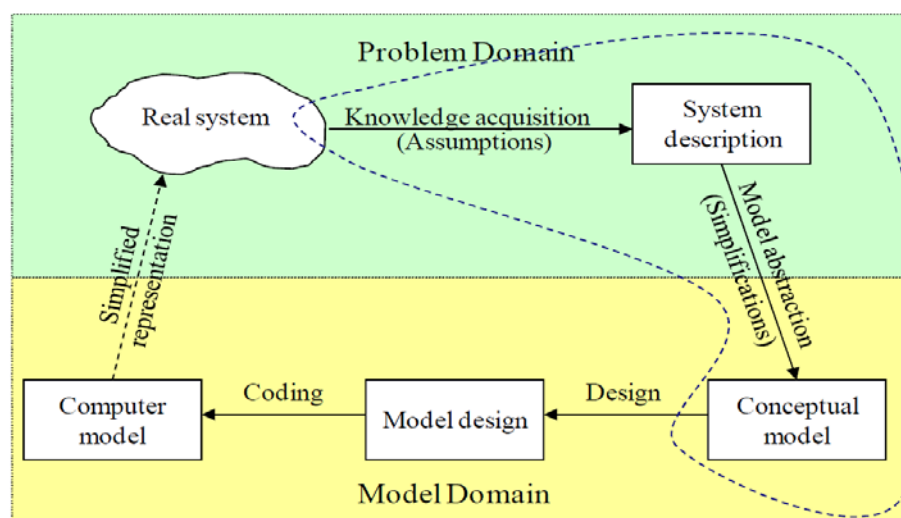 Problem Domain
Real system
Knowledge acquisition
(Assumptions)
System
description
Model abstraction
(Simplifications)
Simplified
representation
Computer
model
Coding
Model design
Design
Conceptual
model
Model Domain